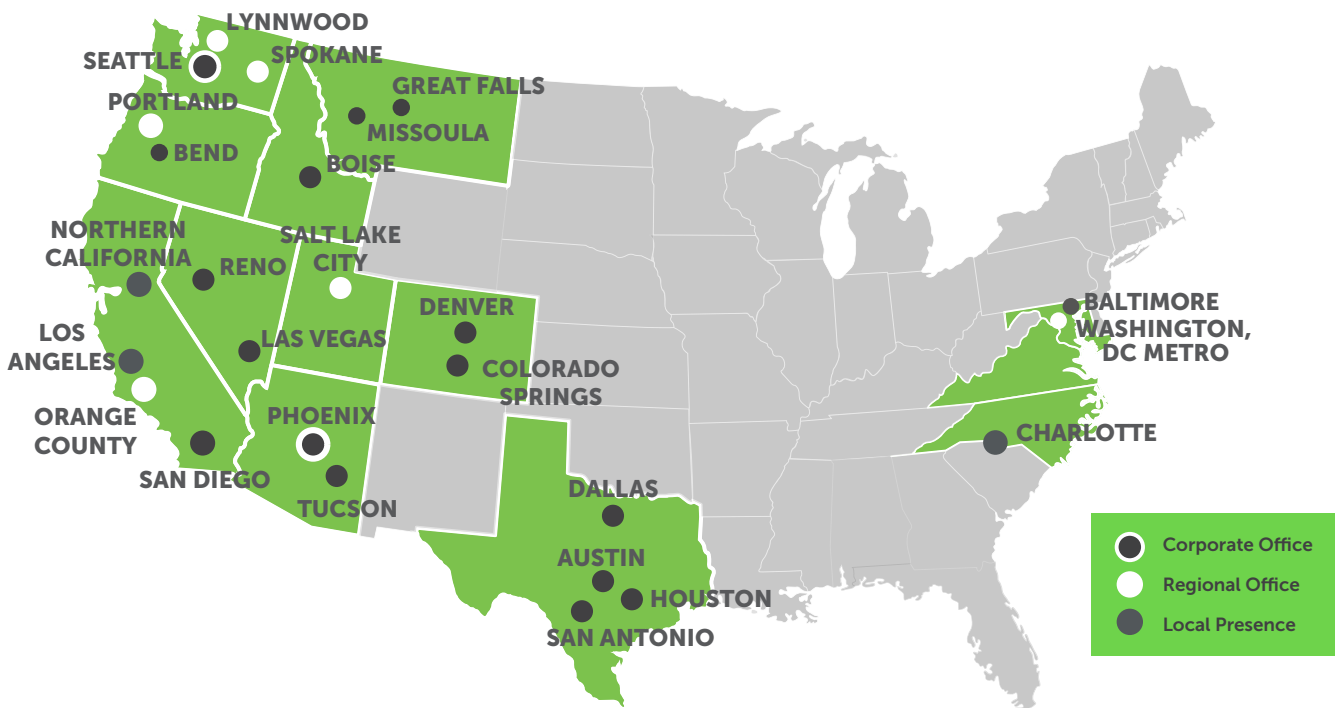 LYNNWOOD
SEATTLE
SPOKANE
PORTLAND
GREAT FALLS
MISSOULA
BEND
BOISE
NORTHERN
CALIFORNIA
SALT LAKE
CITY
RENO
DENVER
LOS
ANGELES
LAS VEGAS
COLORADO
SPRINGS
ORANGE
COUNTY
PHOENIX
SAN DIEGO
TUCSON
DALLAS
AUSTIN
HOUSTON
SAN ANTONIO
BALTIMORE
WASHINGTON,
DC METRO
CHARLOTTE
Corporate Office
Regional Office
Local Presence